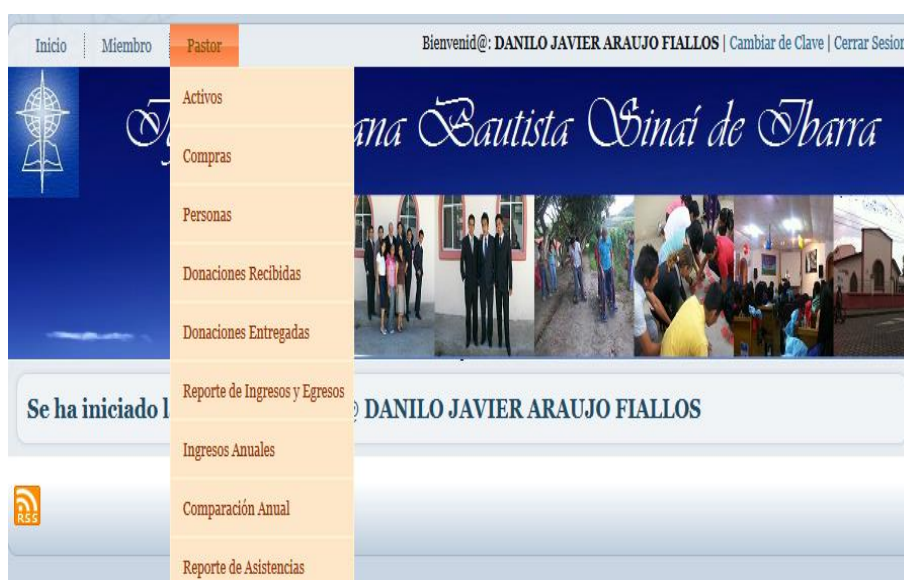 Inicio Miembro Pastor Bienvenid@: DANILO JAVIER ARAUJO FIALLOS | Cambiar de Clave | Cerrar Sesion
Activos
ana Bautista Sinaí de Ibarra
Compras
Personas
Donaciones Recibidas
Donaciones Entregadas
Reporte de Ingresos y Egresos
Se ha iniciado l @ DANILO JAVIER ARAUJO FIALLOS
Ingresos Anuales
RSS
Comparación Anual
Reporte de Asistencias